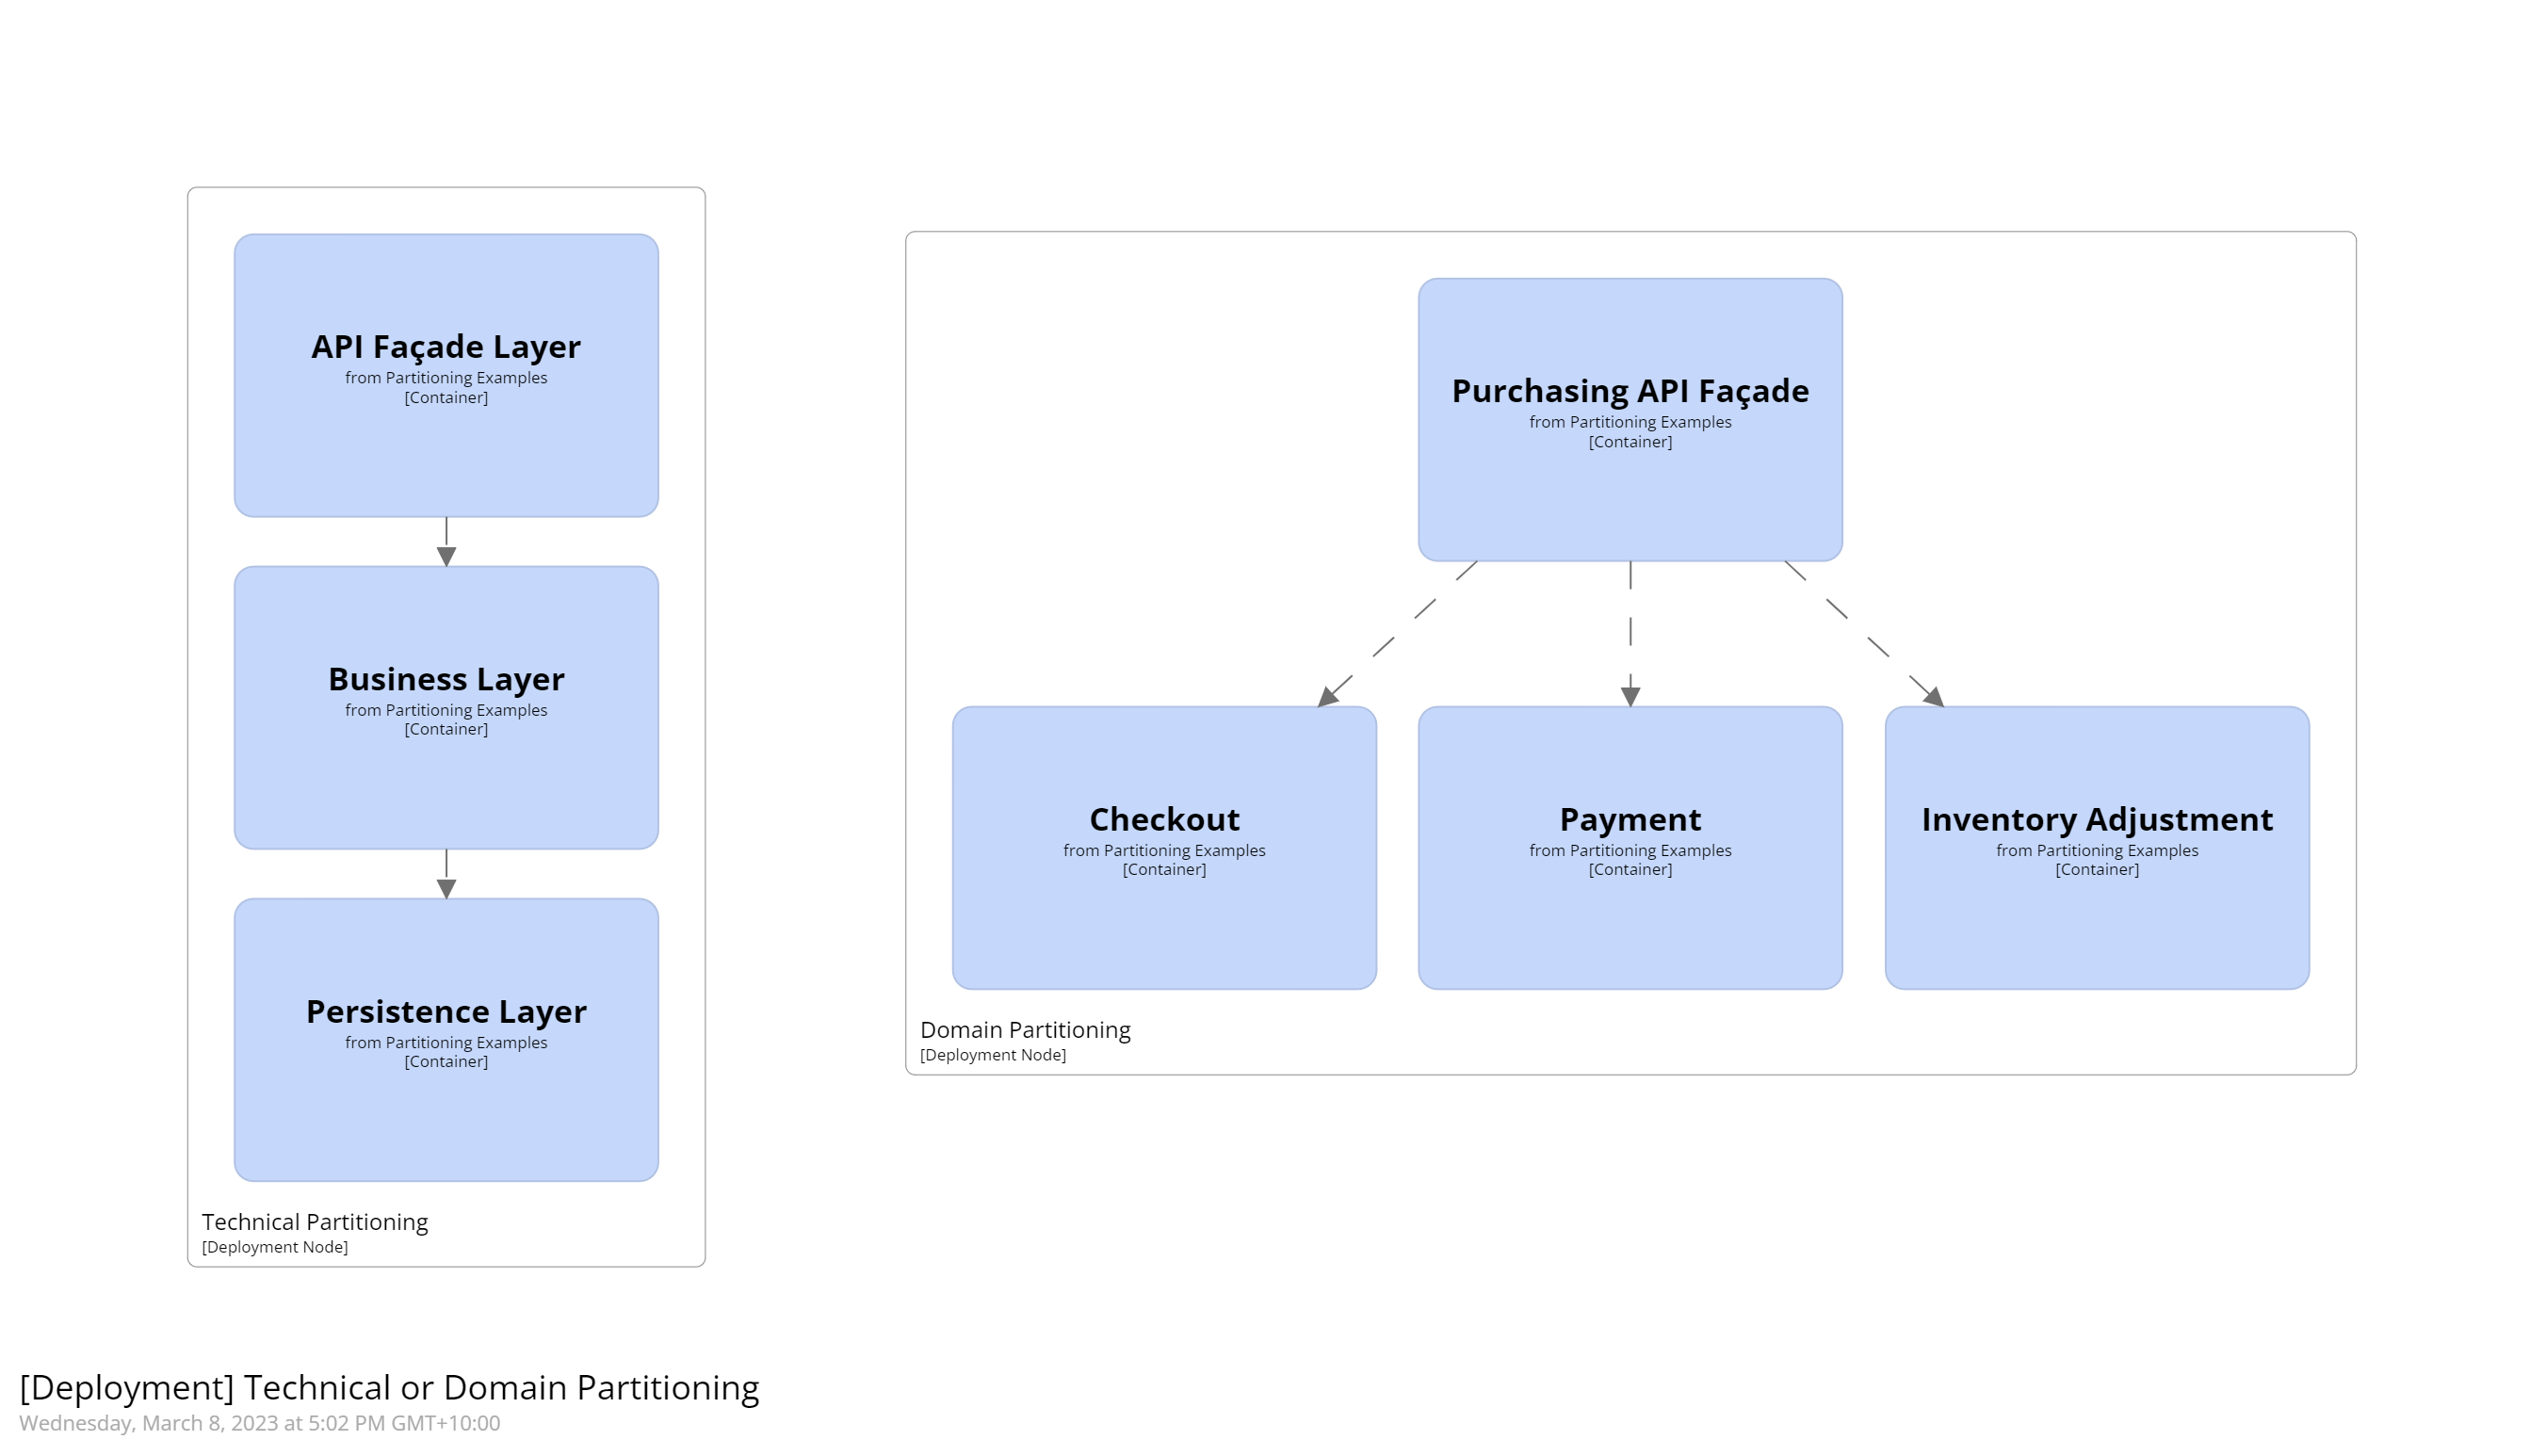 API Façade Layer
from Partitioning Examples
[Container]
Business Layer
from Partitioning Examples
[Container]
Persistence Layer
from Partitioning Examples
[Container]
Technical Partitioning
[Deployment Node]
Purchasing API Façade
from Partitioning Examples
[Container]
Checkout
from Partitioning Examples
[Container]
Payment
from Partitioning Examples
[Container]
Inventory Adjustment
from Partitioning Examples
[Container]
Domain Partitioning
[Deployment Node]
[Deployment] Technical or Domain Partitioning
Wednesday, March 8, 2023 at 5:02 PM GMT+10:00